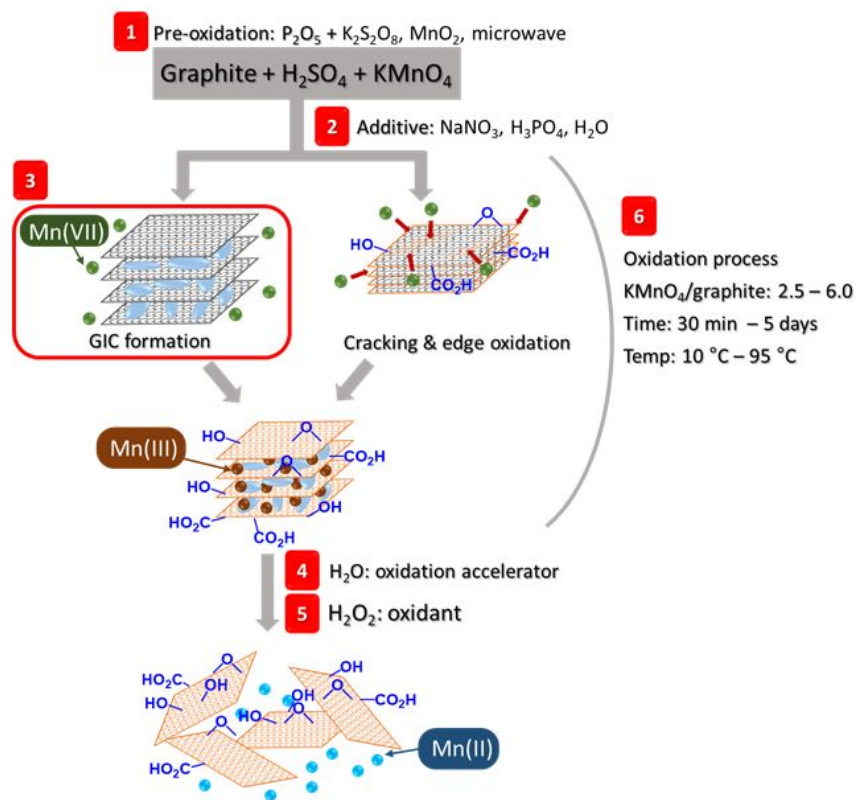 1 Pre-oxidation: P₂O₅ + K₂S₂O₈, MnO₂, microwave
Graphite + H₂SO₄ + KMnO₄
2 Additive: NaNO₃, H₃PO₄, H₂O
3
Mn(VII)
GIC formation
O
HO
CO₂H
CO₂H
Cracking & edge oxidation
6
Oxidation process
KMnO₄/graphite: 2.5 – 6.0
Time: 30 min – 5 days
Temp: 10 °C – 95 °C
Mn(III)
HO
O
CO₂H
O
HO
OH
HO₂C
CO₂H
4 H₂O: oxidation accelerator
5 H₂O₂: oxidant
HO₂C
O
OH
HO
O
HO₂C
OH
HO
O
OH
O
CO₂H
Mn(II)